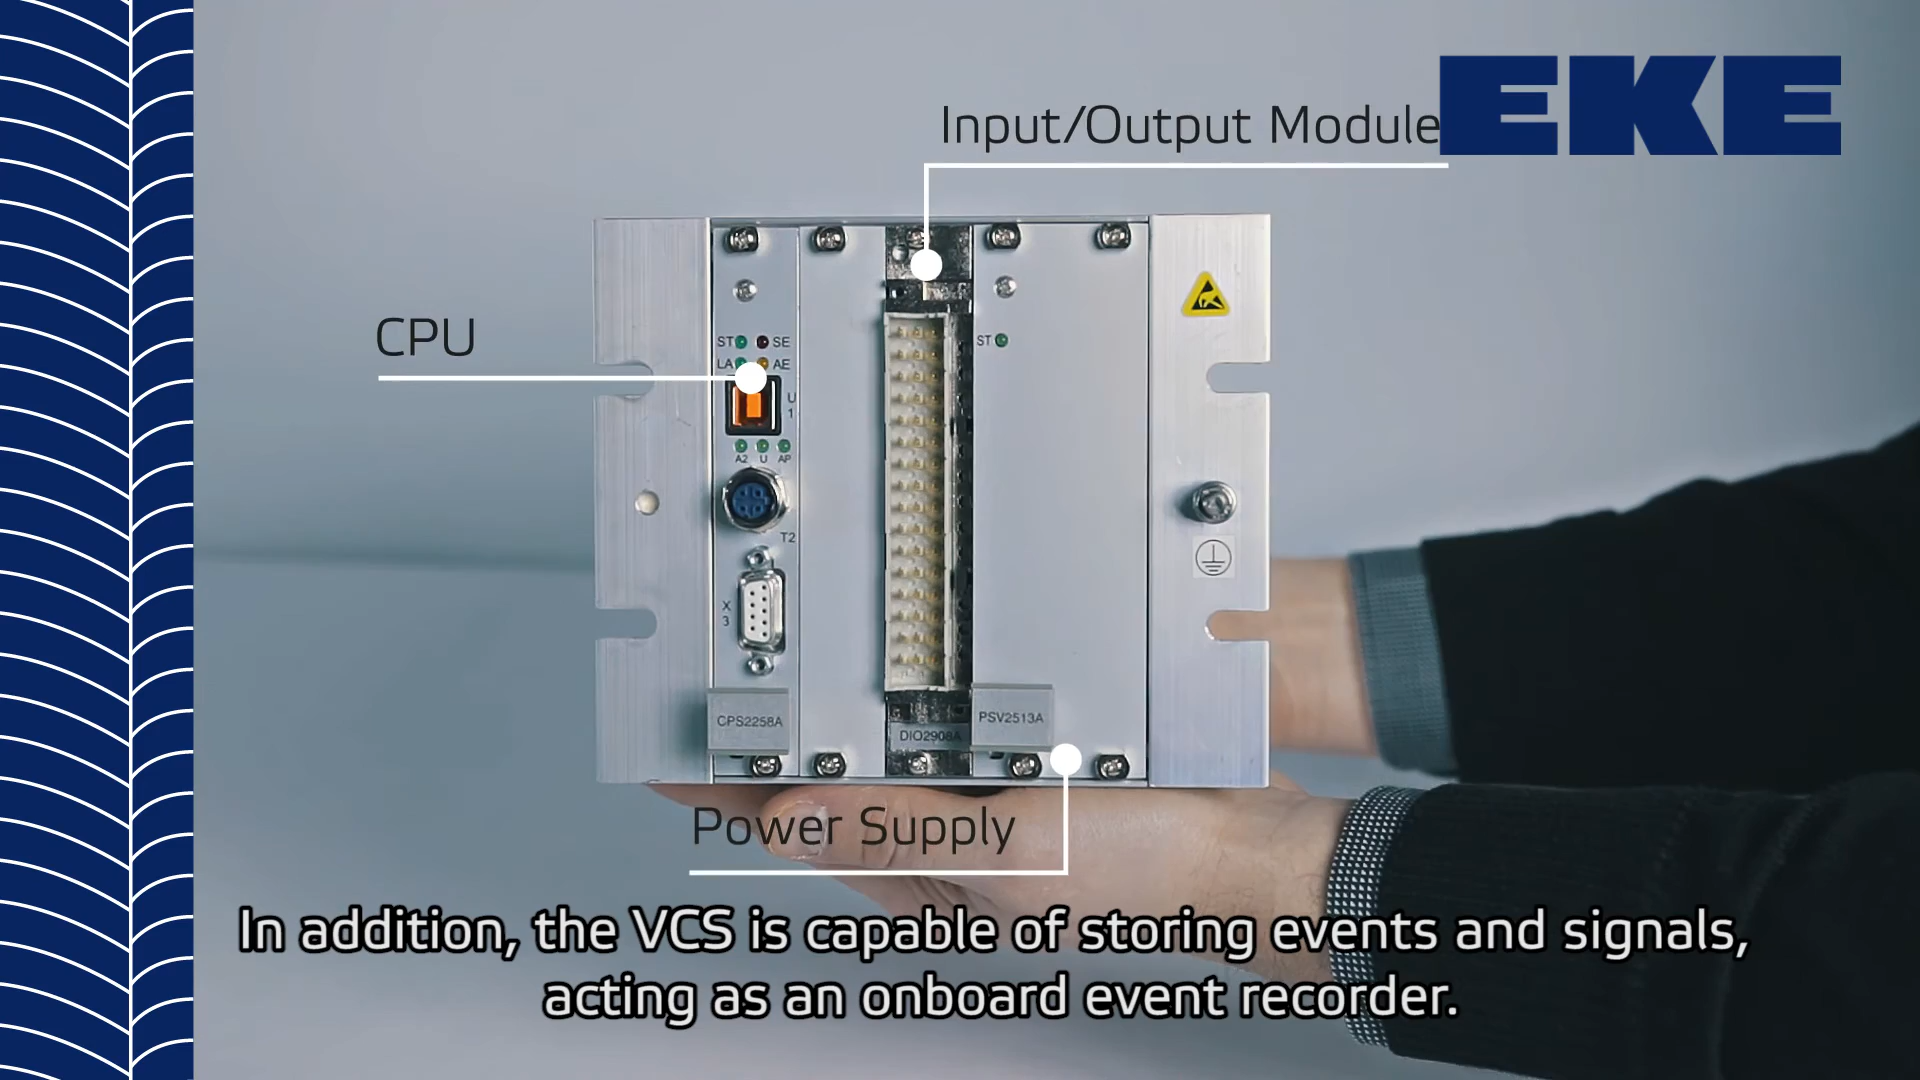 EKE
Input/Output Module
CPU
ST SE
LA AE
U
1
A2 U AP
T2
X
3
ST
CPS2258A
DIO2908A
PSV2513A
Power Supply
In addition, the VCS is capable of storing events and signals,
acting as an onboard event recorder.